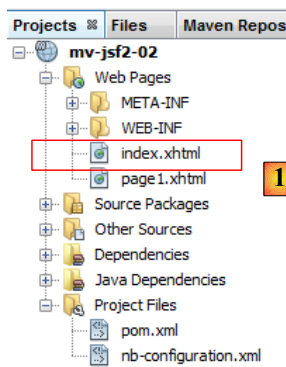 Projects Files Maven Repos
mv-jsf2-02
Web Pages
META-INF
WEB-INF
index.xhtml
page1.xhtml
1
Source Packages
Other Sources
Dependencies
Java Dependencies
Project Files
pom.xml
nb-configuration.xml